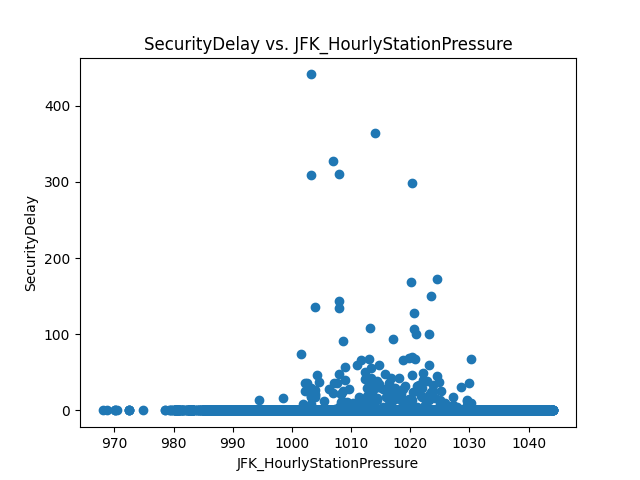 SecurityDelay vs. JFK_HourlyStationPressure
400
300
200
100
0
SecurityDelay
970 980 990 1000 1010 1020 1030 1040
JFK_HourlyStationPressure